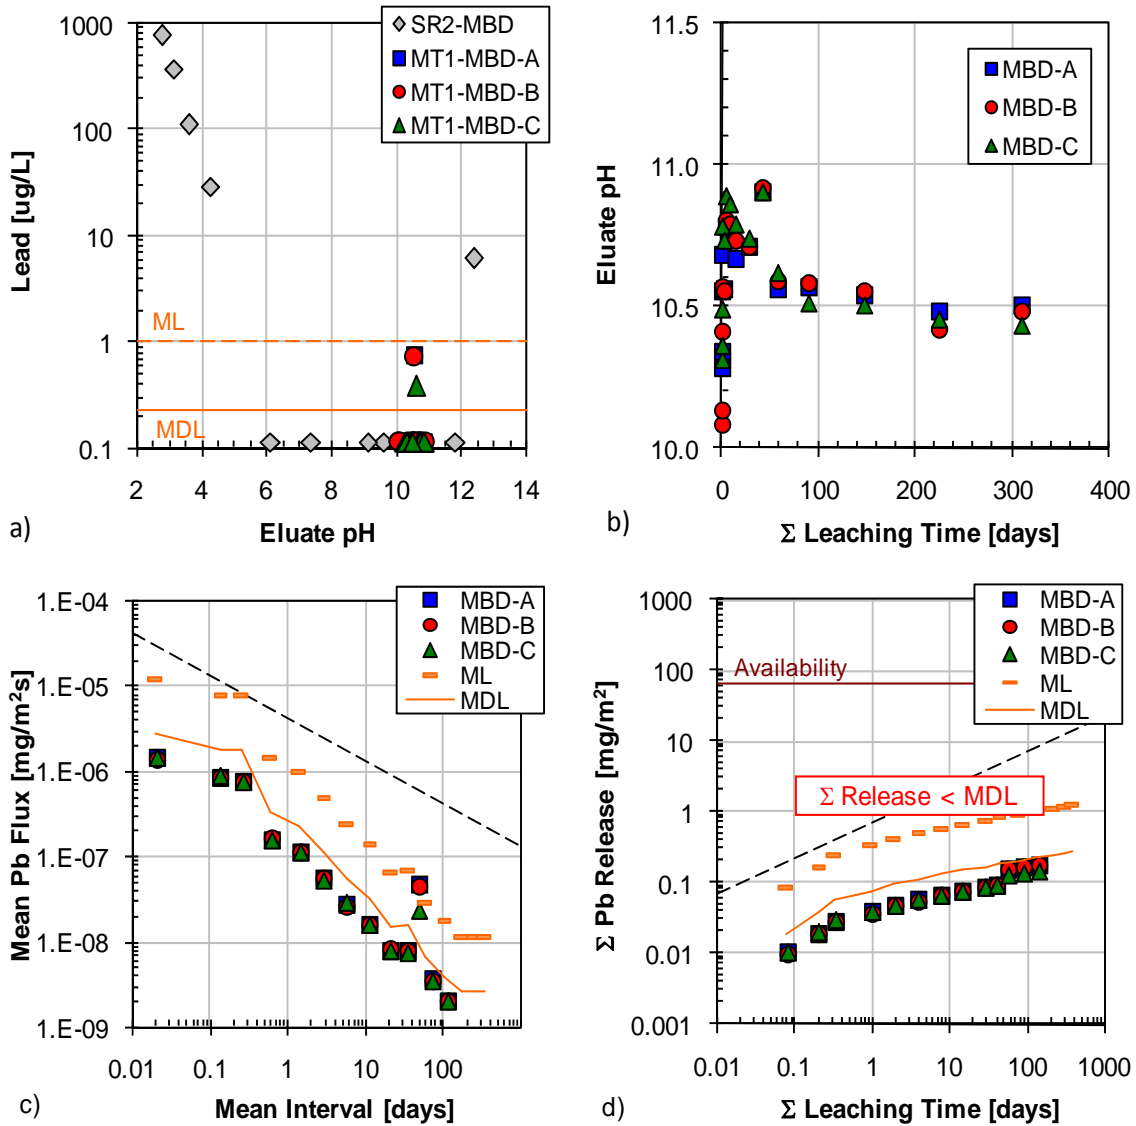 1000
100
10
1
0.1
Lead [ug/L]
SR2-MBD
MT1-MBD-A
MT1-MBD-B
MT1-MBD-C
ML
MDL
2 4 6 8 10 12 14
Eluate pH
a)
11.5
11.0
10.5
10.0
Eluate pH
MBD-A
MBD-B
MBD-C
0 100 200 300 400
Σ Leaching Time [days]
b)
1.E-04
1.E-05
1.E-06
1.E-07
1.E-08
1.E-09
Mean Pb Flux [mg/m²s]
MBD-A
MBD-B
MBD-C
ML
MDL
0.01 0.1 1 10 100
Mean Interval [days]
c)
1000
100
10
1
0.1
0.01
0.001
Σ Pb Release [mg/m²]
MBD-A
MBD-B
MBD-C
ML
MDL
Availability
Σ Release < MDL
0.01 0.1 1 10 100 1000
Σ Leaching Time [days]
d)